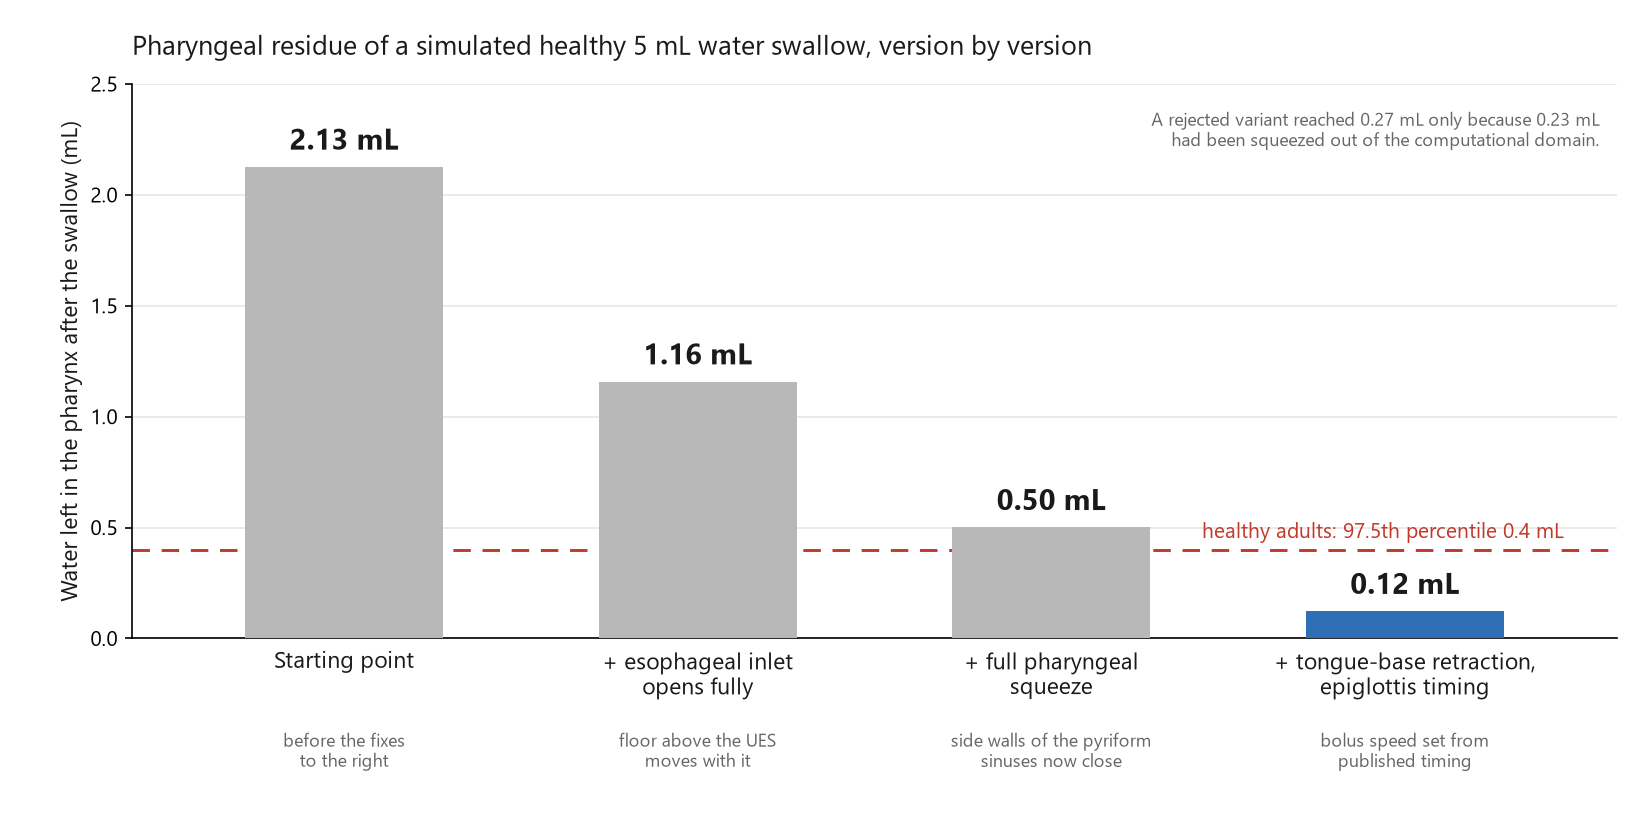 Pharyngeal residue of a simulated healthy 5 mL water swallow, version by version
Water left in the pharynx after the swallow (mL)
2.5
2.0
1.5
1.0
0.5
0.0
A rejected variant reached 0.27 mL only because 0.23 mL
had been squeezed out of the computational domain.
2.13 mL
1.16 mL
0.50 mL
healthy adults: 97.5th percentile 0.4 mL
0.12 mL
Starting point
before the fixes
to the right
+ esophageal inlet
opens fully
floor above the UES
moves with it
+ full pharyngeal
squeeze
side walls of the pyriform
sinuses now close
+ tongue-base retraction,
epiglottis timing
bolus speed set from
published timing